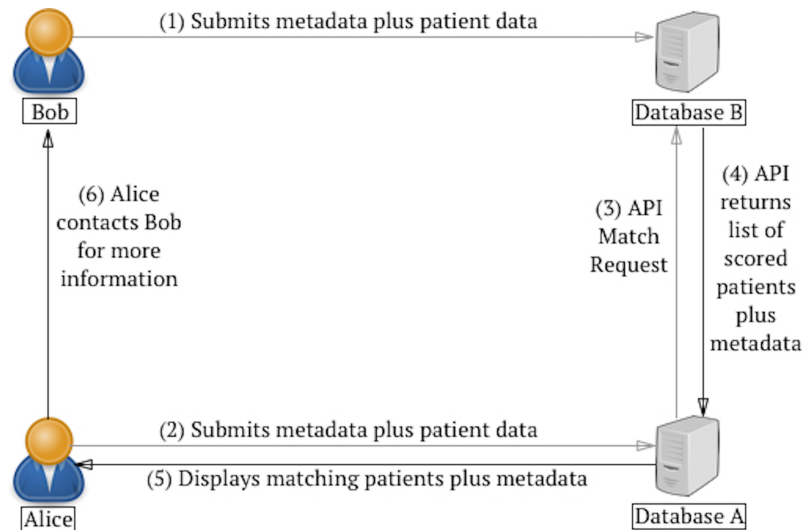 (1) Submits metadata plus patient data
Bob
Database B
(6) Alice
contacts Bob
for more
information
(3) API
Match
Request
(4) API
returns
list of
scored
patients
plus
metadata
(2) Submits metadata plus patient data
(5) Displays matching patients plus metadata
Alice
Database A